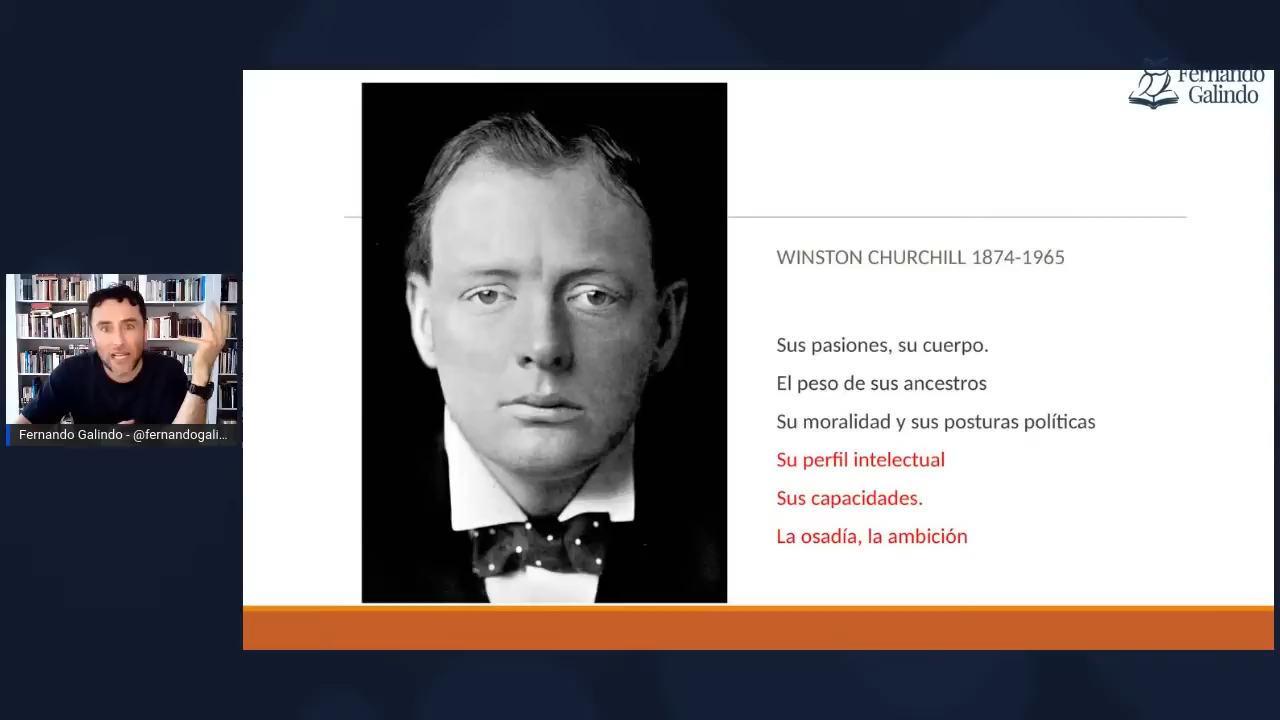 Fernando
Galindo
WINSTON CHURCHILL 1874-1965
Sus pasiones, su cuerpo.
El peso de sus ancestros
Su moralidad y sus posturas políticas
Su perfil intelectual
Sus capacidades.
La osadía, la ambición
Fernando Galindo - @fernandogali...